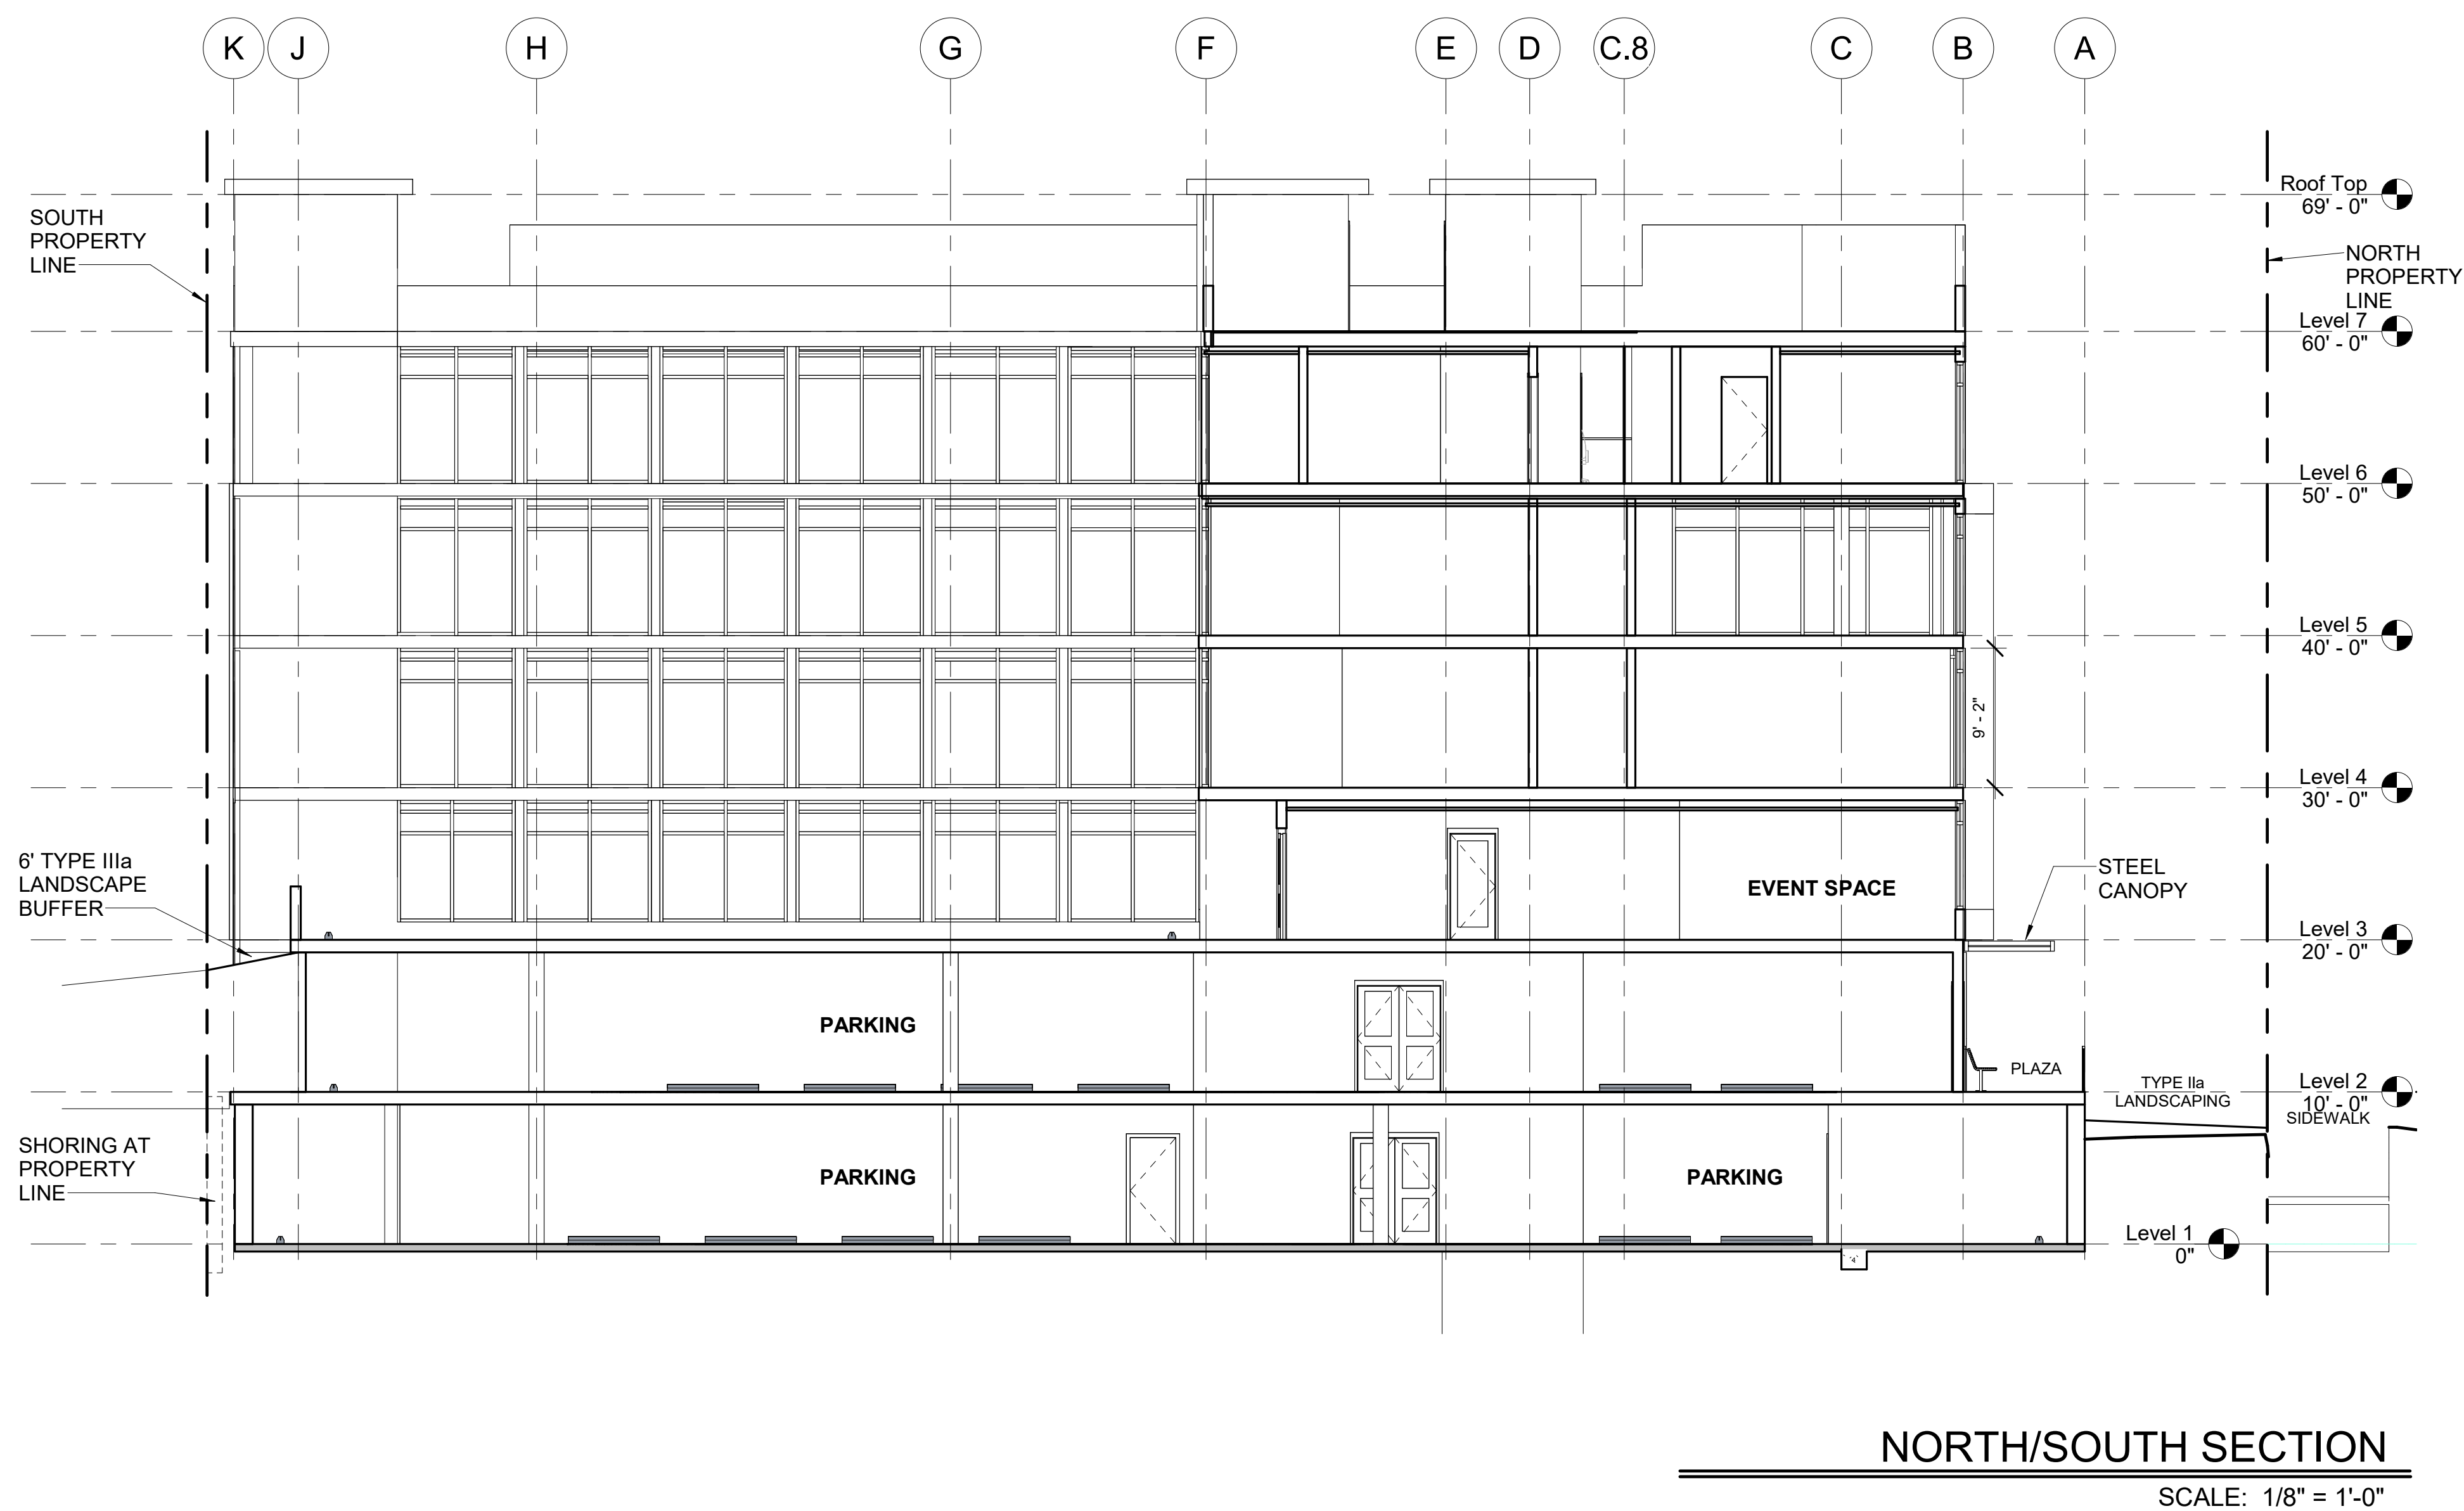 K J H G F E D C.8 C B A
Roof Top
69' - 0"
SOUTH
PROPERTY
LINE
NORTH
PROPERTY
LINE
Level 7
60' - 0"
Level 6
50' - 0"
Level 5
40' - 0"
9' - 2"
Level 4
30' - 0"
6' TYPE IIIa
LANDSCAPE
BUFFER
EVENT SPACE
STEEL
CANOPY
Level 3
20' - 0"
PARKING
PLAZA
TYPE IIa
LANDSCAPING
Level 2
10' - 0"
SIDEWALK
SHORING AT
PROPERTY
LINE
PARKING
PARKING
Level 1
0"
NORTH/SOUTH SECTION
SCALE: 1/8" = 1'-0"